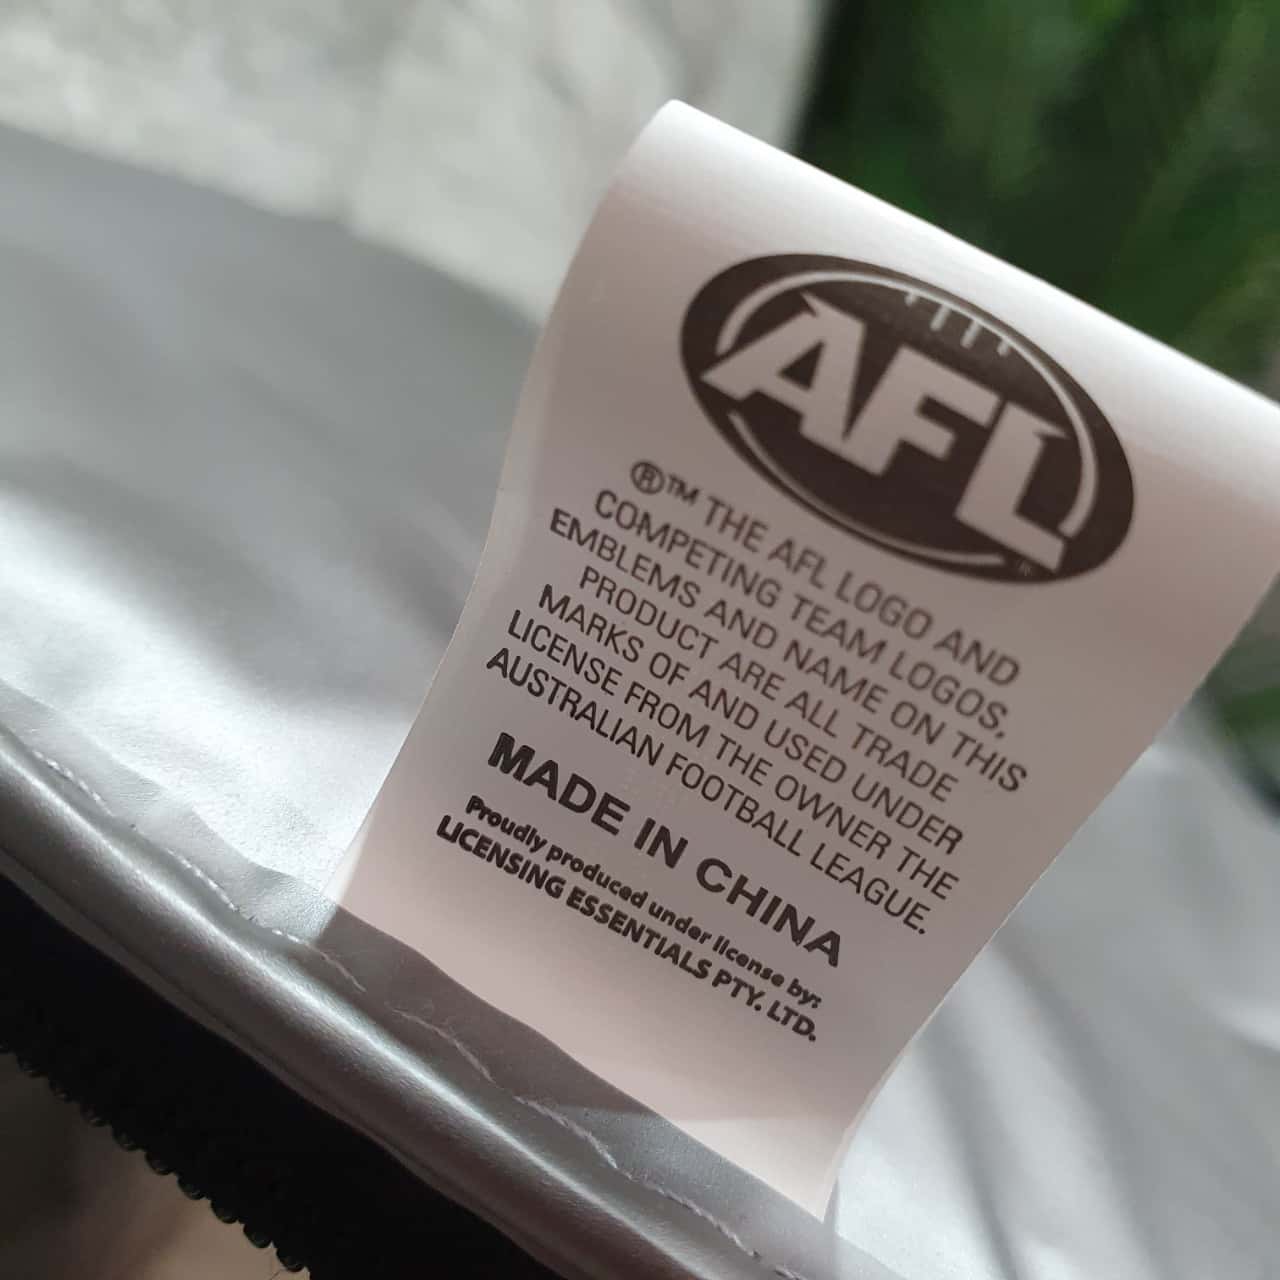 AFL
®™ THE AFL LOGO AND
COMPETING TEAM LOGOS,
EMBLEMS AND NAME ON THIS
PRODUCT ARE ALL TRADE
MARKS OF AND USED UNDER
LICENSE FROM THE OWNER THE
AUSTRALIAN FOOTBALL LEAGUE.
MADE IN CHINA
Proudly produced under license by:
LICENSING ESSENTIALS PTY. LTD.